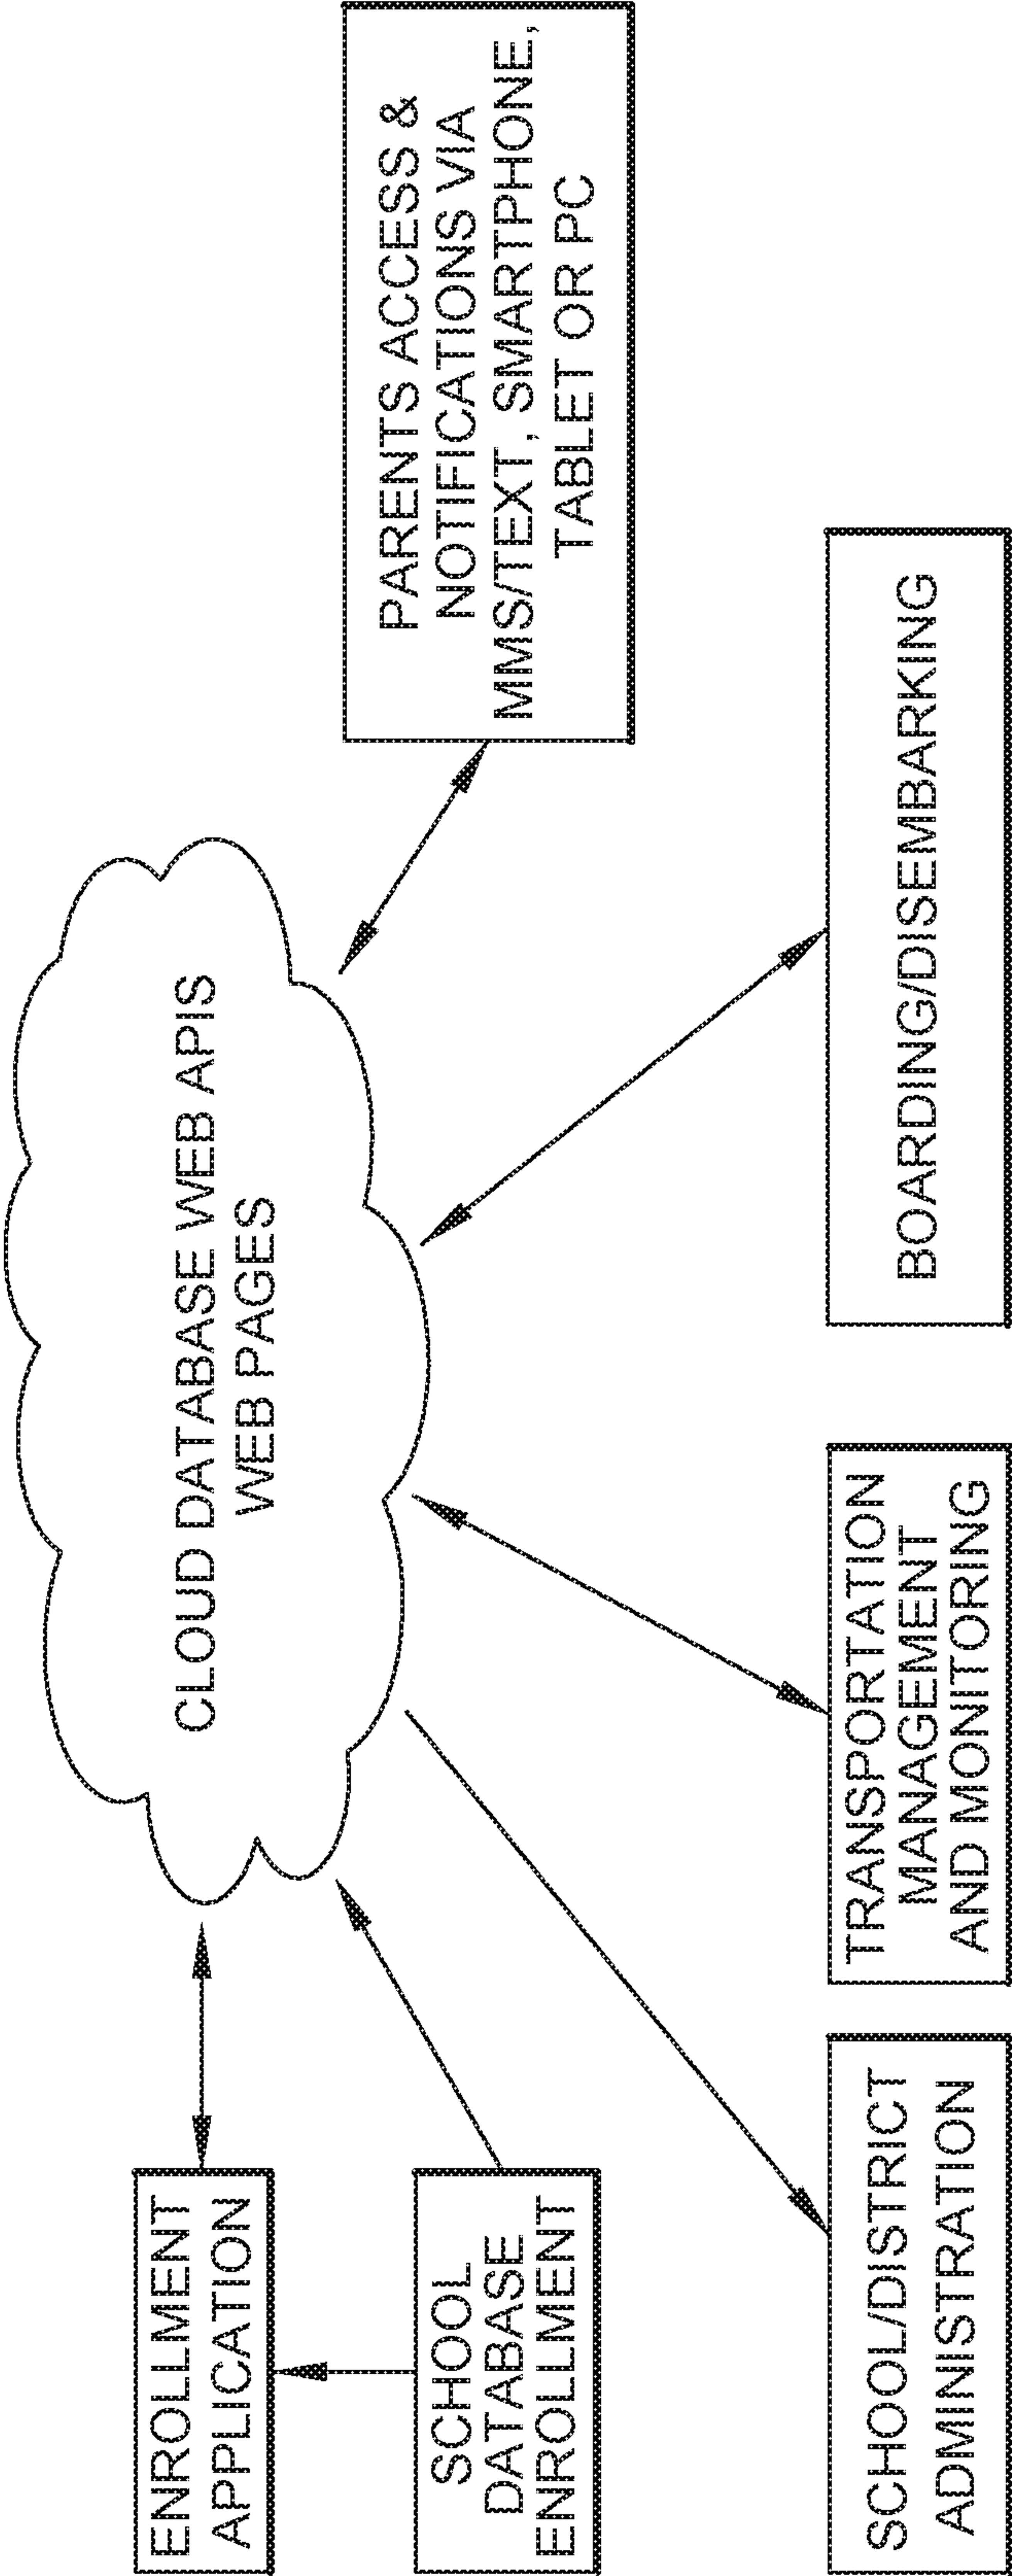 ENROLLMENT
APPLICATION
SCHOOL
DATABASE
ENROLLMENT
CLOUD DATABASE WEB APIS
WEB PAGES
PARENTS ACCESS &
NOTIFICATIONS VIA
MMS/TEXT, SMARTPHONE,
TABLET OR PC
SCHOOL/DISTRICT
ADMINISTRATION
TRANSPORTATION
MANAGEMENT
AND MONITORING
BOARDING/DISEMBARKING